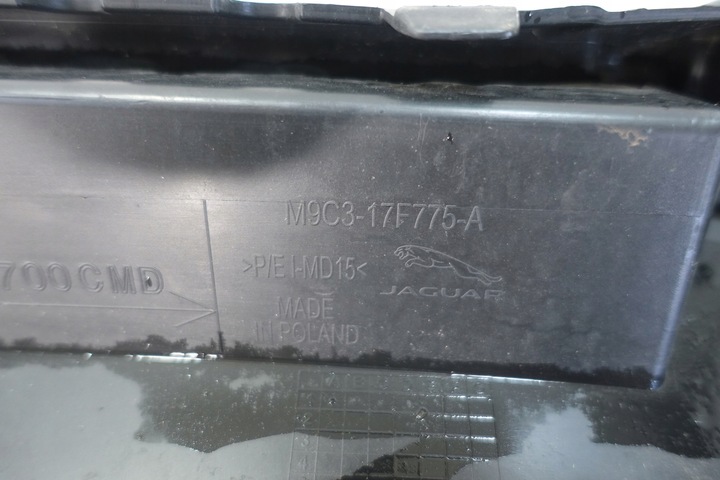 M9C3-17F775-A
>P/E I-MD15<
JAGUAR
700CMD
MADE
IN POLAND